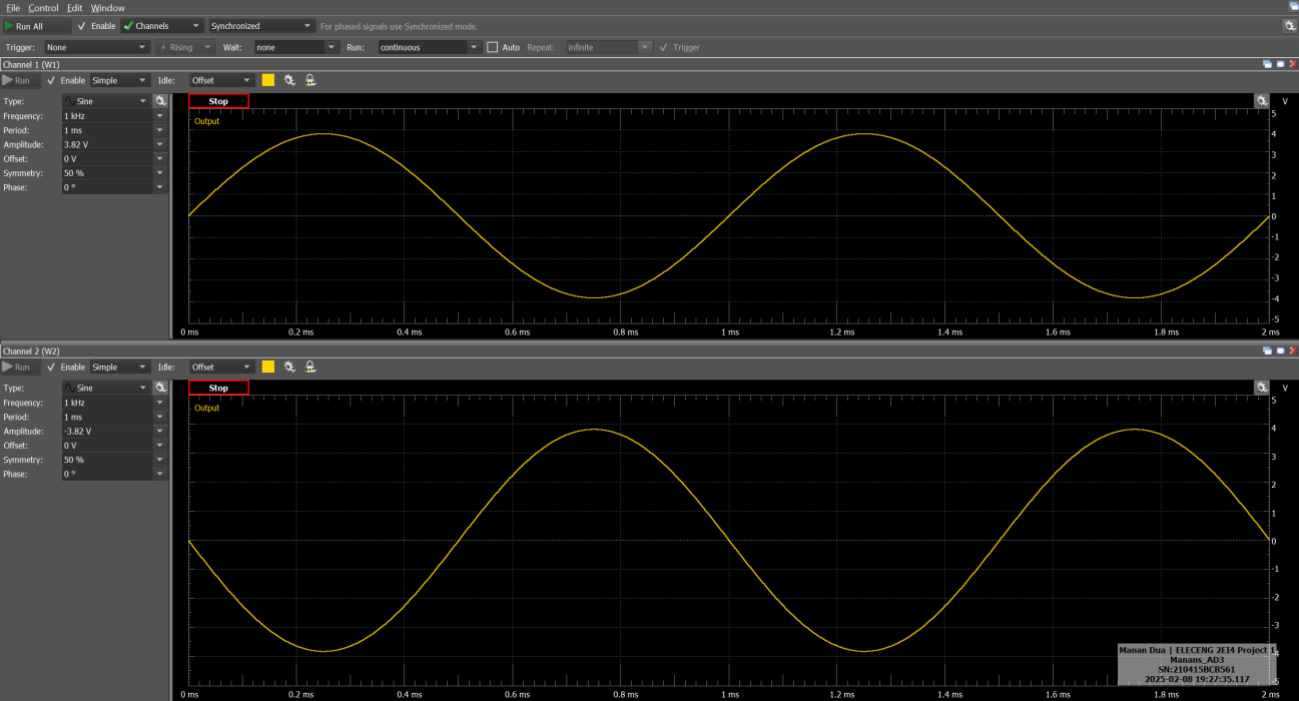 File Control Edit Window
Run All Enable Channels Synchronized For phased signals use Synchronized mode.
Trigger: None Rising Wait: none Run: continuous Auto Repeat: infinite Trigger
Channel 1 (W1)
Run Enable Simple Idle: Offset
Type: Sine Stop V
Frequency: 1 kHz
Period: 1 ms
Amplitude: 3.82 V
Offset: 0 V
Symmetry: 50 %
Phase: 0 °
Output
5
4
3
2
1
0
-1
-2
-3
-4
-5
0 ms 0.2 ms 0.4 ms 0.6 ms 0.8 ms 1 ms 1.2 ms 1.4 ms 1.6 ms 1.8 ms 2 ms
Channel 2 (W2)
Run Enable Simple Idle: Offset
Type: Sine Stop V
Frequency: 1 kHz
Period: 1 ms
Amplitude: -3.82 V
Offset: 0 V
Symmetry: 50 %
Phase: 0 °
Output
5
4
3
2
1
0
-1
-2
-3
-4
-5
Manan Dua | ELECENG 2EI4 Project 1
Manans_AD3
SN:210415BCB561
2025-02-08 19:27:35.117
0 ms 0.2 ms 0.4 ms 0.6 ms 0.8 ms 1 ms 1.2 ms 1.4 ms 1.6 ms 1.8 ms 2 ms